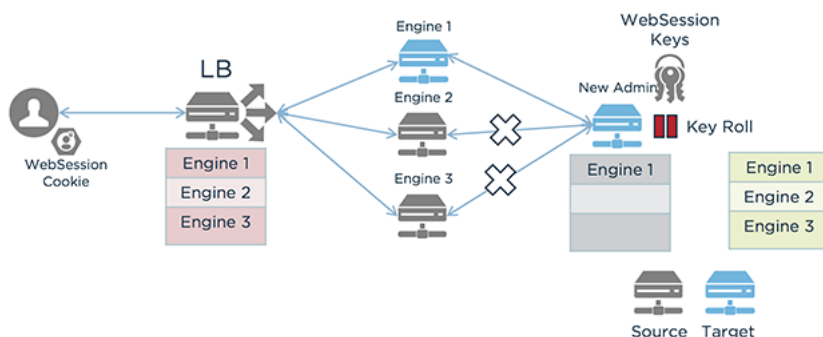 Engine 1
WebSession
Keys
LB
Engine 2
New Admin
Key Roll
WebSession
Cookie
Engine 1
Engine 2
Engine 3
Engine 3
Engine 1
Engine 1
Engine 2
Engine 3
Source
Target